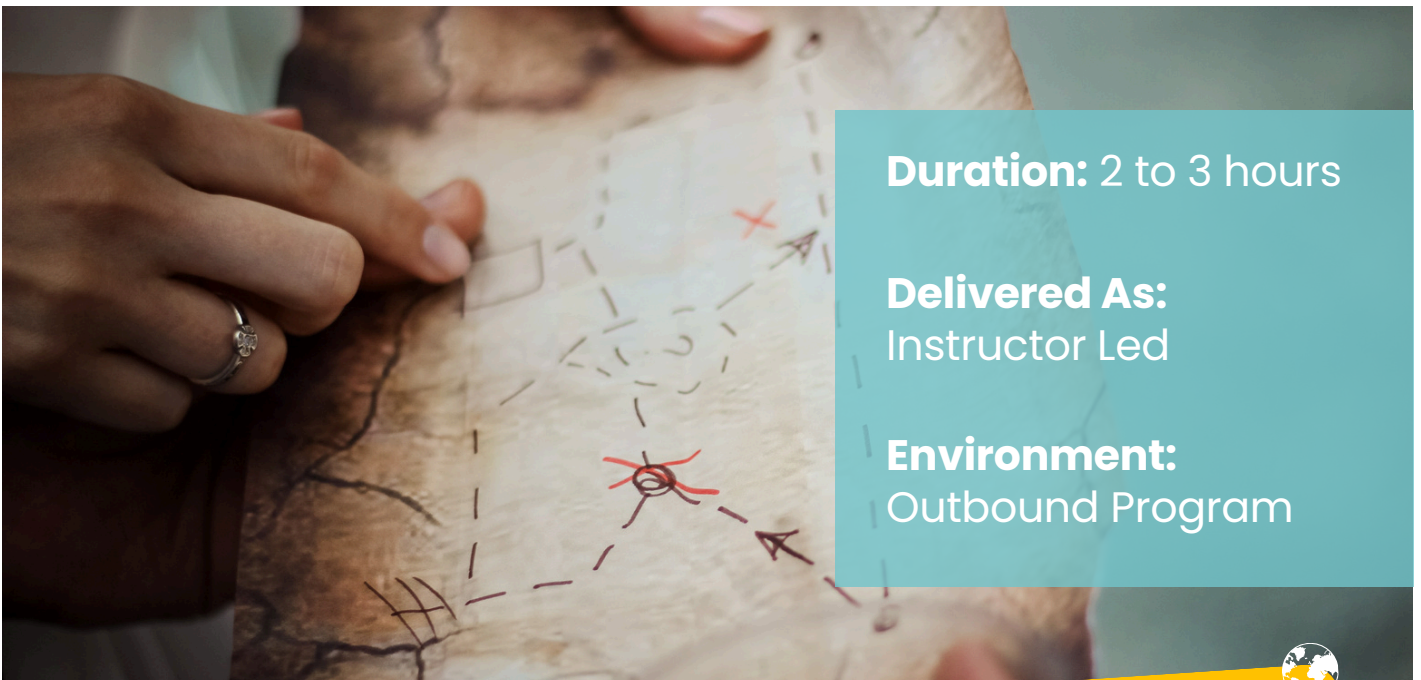 Duration: 2 to 3 hours
Delivered As:
Instructor Led
Environment:
Outbound Program